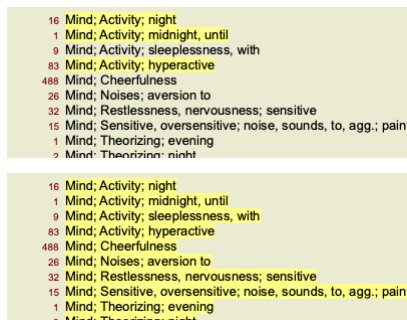 16 Mind; Activity; night
1 Mind; Activity; midnight, until
9 Mind; Activity; sleeplessness, with
83 Mind; Activity; hyperactive
488 Mind; Cheerfulness
26 Mind; Noises; aversion to
32 Mind; Restlessness, nervousness; sensitive
15 Mind; Sensitive, oversensitive; noise, sounds, to, agg.; pain
1 Mind; Theorizing; evening
2 Mind; Theorizing; night
16 Mind; Activity; night
1 Mind; Activity; midnight, until
9 Mind; Activity; sleeplessness, with
83 Mind; Activity; hyperactive
488 Mind; Cheerfulness
26 Mind; Noises; aversion to
32 Mind; Restlessness, nervousness; sensitive
15 Mind; Sensitive, oversensitive; noise, sounds, to, agg.; pain
1 Mind; Theorizing; evening